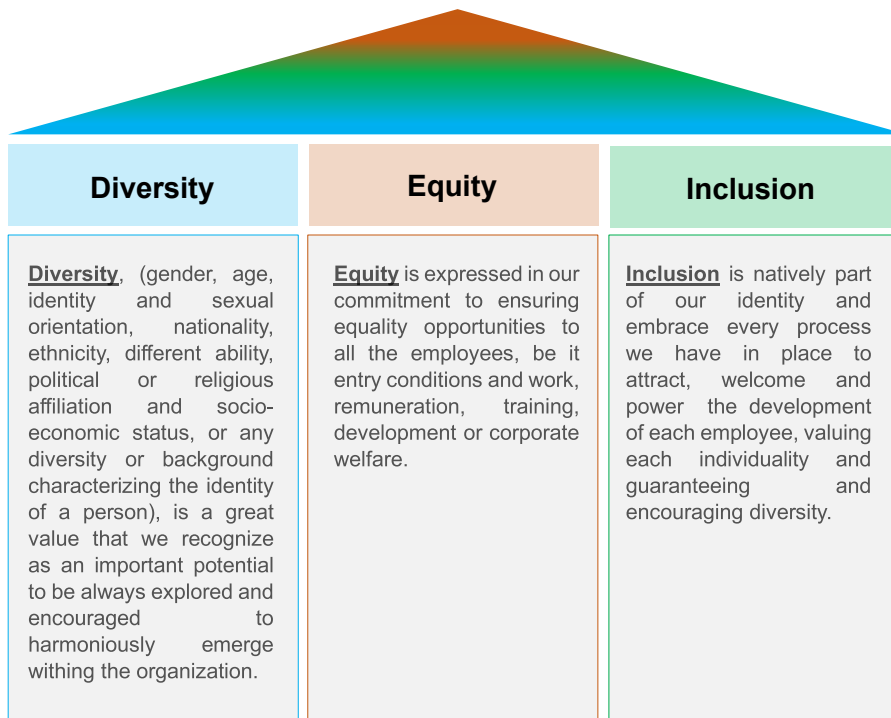 Diversity
Equity
Inclusion
Diversity, (gender, age,
identity and sexual
orientation, nationality,
ethnicity, different ability,
political or religious
affiliation and socio-
economic status, or any
diversity or background
characterizing the identity
of a person), is a great
value that we recognize
as an important potential
to be always explored and
encouraged to
harmoniously emerge
withing the organization.
Equity is expressed in our
commitment to ensuring
equality opportunities to
all the employees, be it
entry conditions and work,
remuneration, training,
development or corporate
welfare.
Inclusion is natively part
of our identity and
embrace every process
we have in place to
attract, welcome and
power the development
of each employee, valuing
each individuality and
guaranteeing and
encouraging diversity.